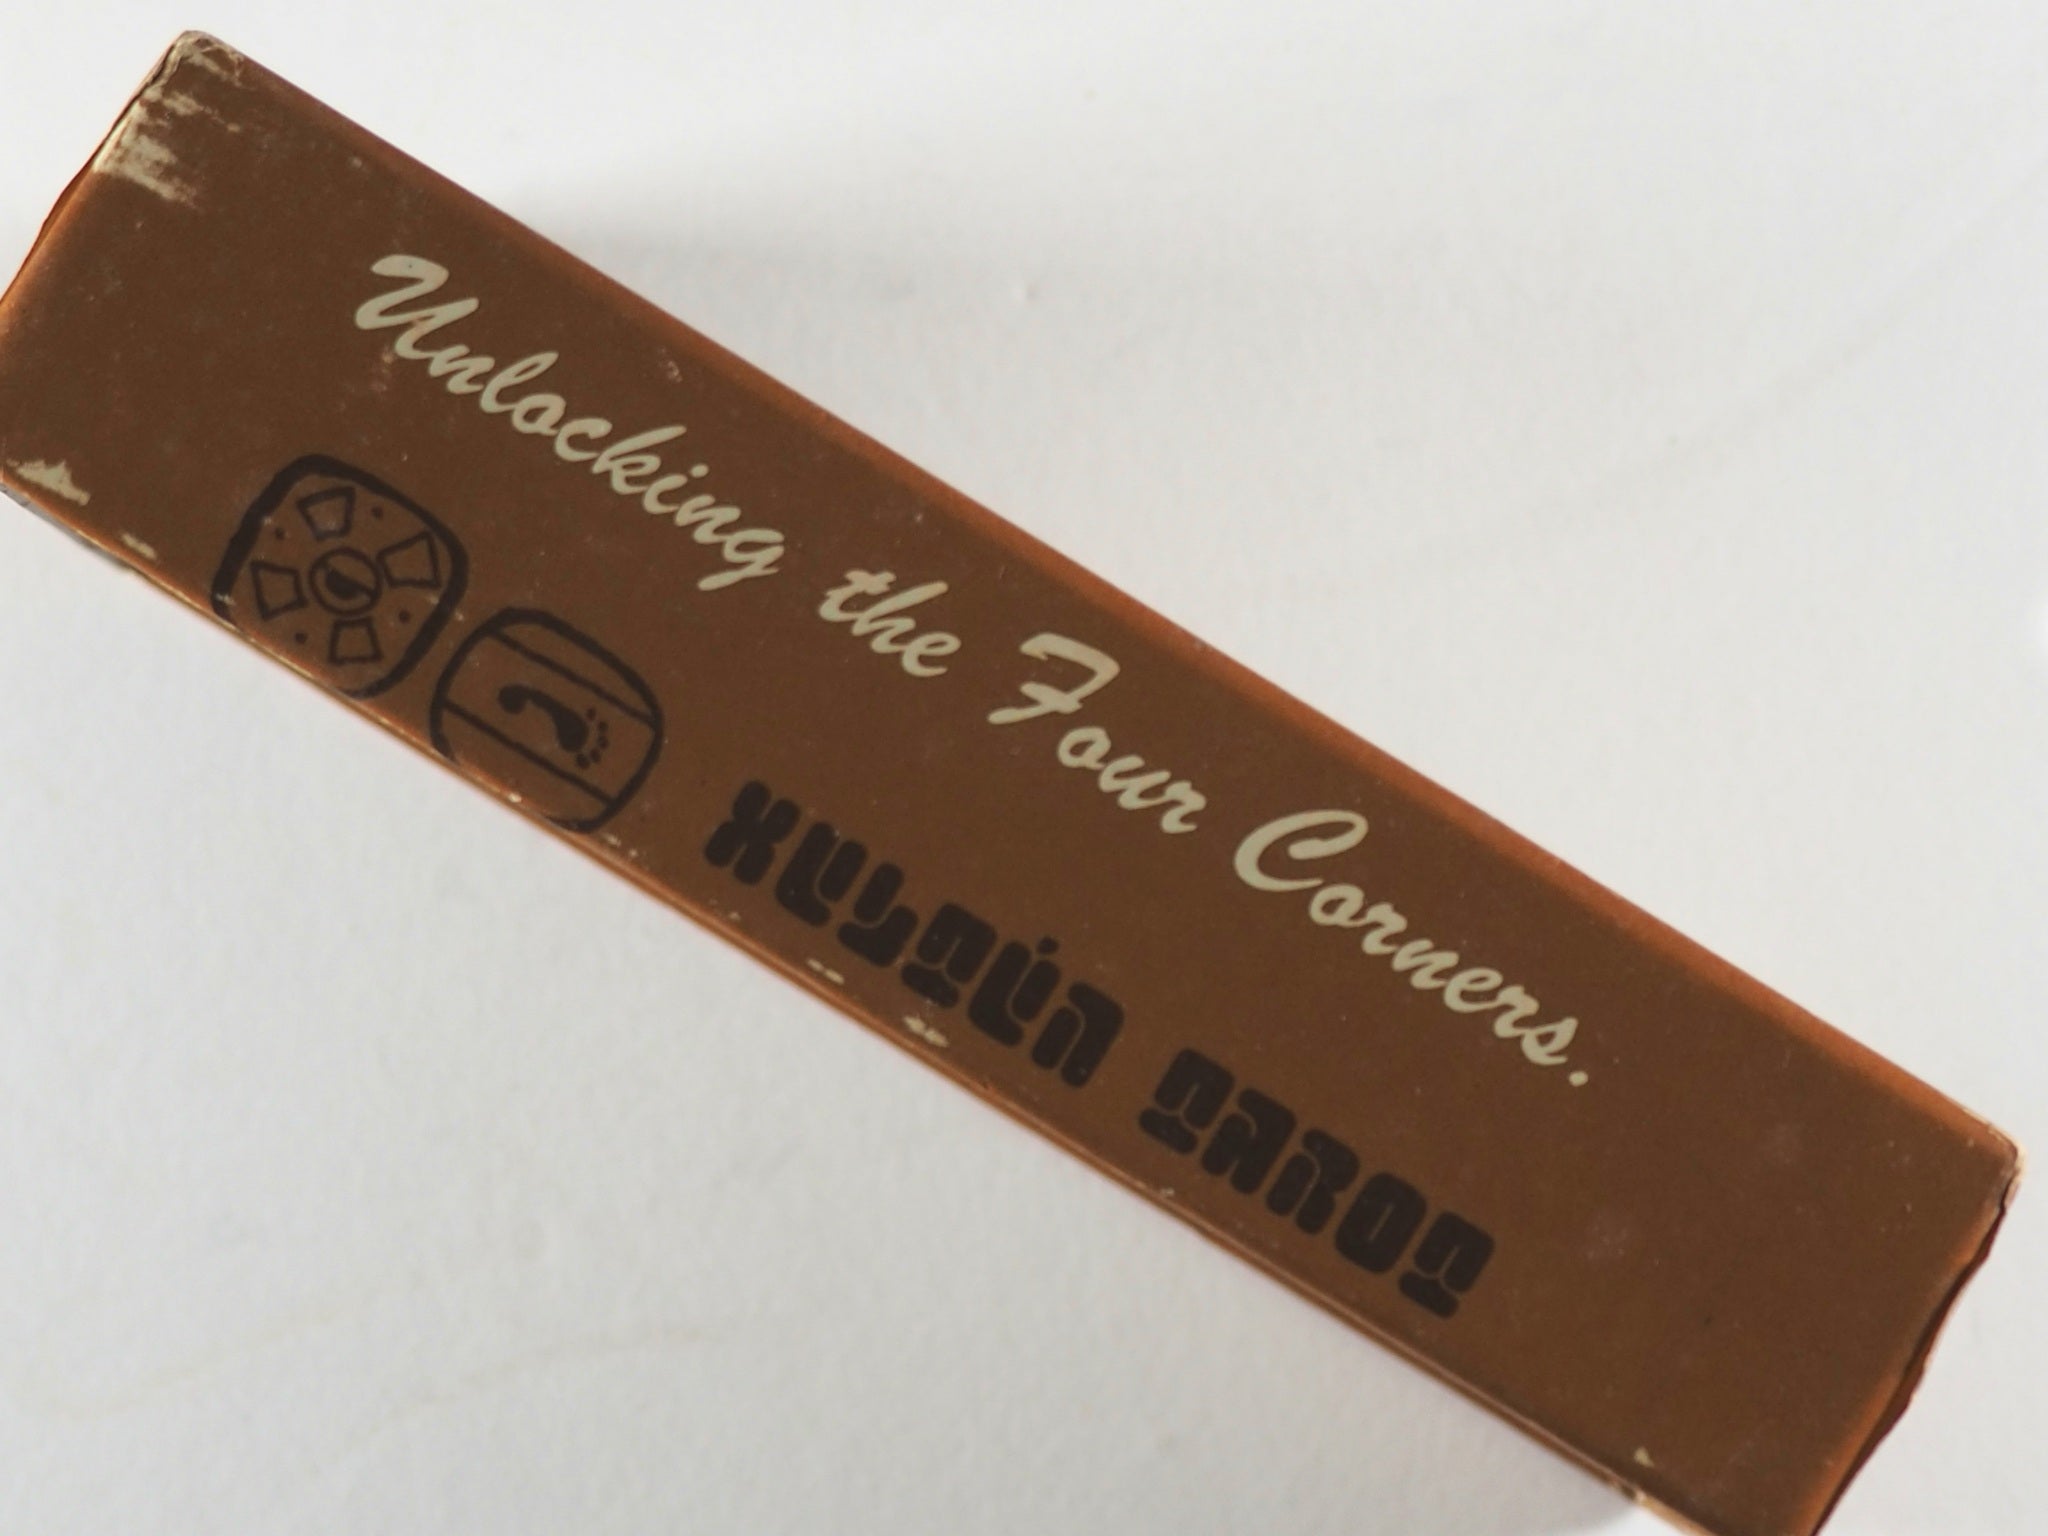 Unlocking the Four Corners.
XULTÚN TAROT